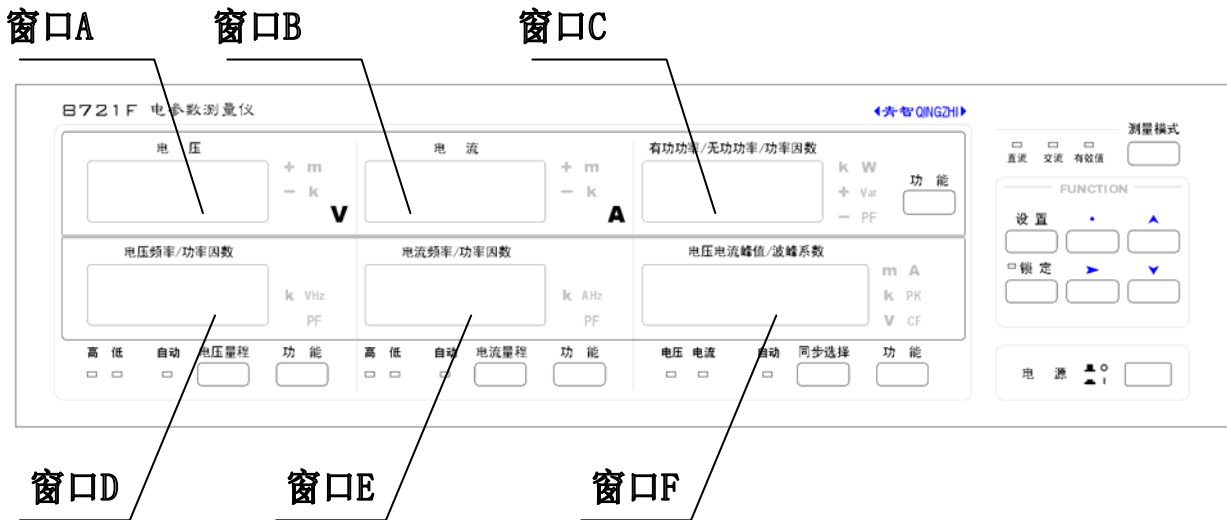 窗口A 窗口B 窗口C
8721F 电参数测量仪 青智QINGZHI
测量模式
直流 交流 有效值
电 压 电 流 有功功率/无功功率/功率因数
+ m + m k W
- k - k + Var
V A - PF
功 能
FUNCTION
设置
锁定
电压频率/功率因数 电流频率/功率因数 电压电流峰值/波峰系数
m A
k VHz k AHz k PK
PF PF V CF
高 低 自动 电压量程 功 能 高 低 自动 电流量程 功 能 电压 电流 自动 同步选择 功 能
电 源
窗口D 窗口E 窗口F